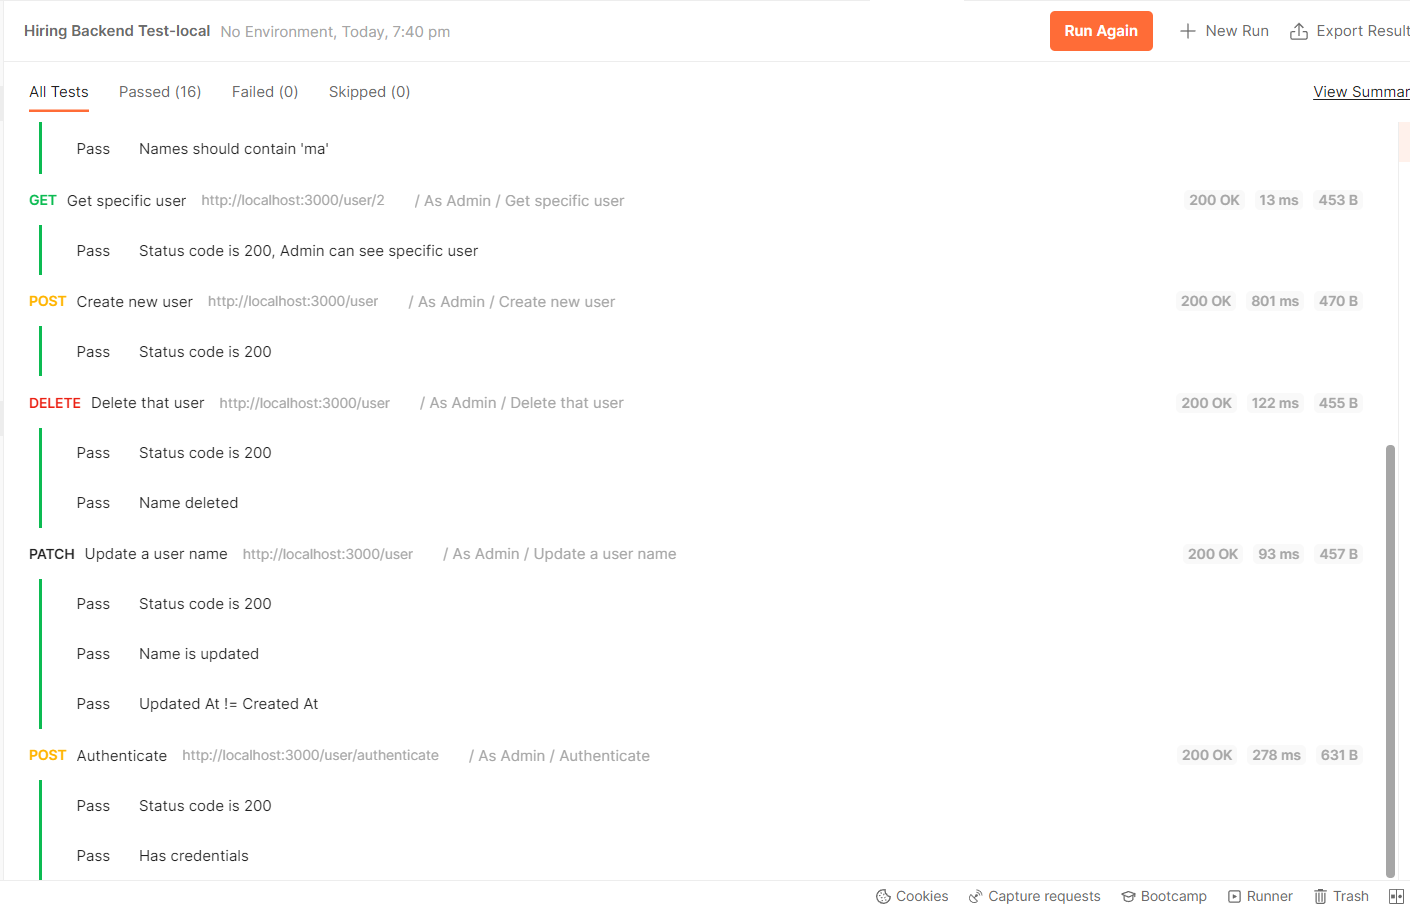 Hiring Backend Test-local No Environment, Today, 7:40 pm Run Again New Run Export Result
All Tests Passed (16) Failed (0) Skipped (0) View Summar
Pass Names should contain 'ma'
GET Get specific user http://localhost:3000/user/2 / As Admin / Get specific user 200 OK 13 ms 453 B
Pass Status code is 200, Admin can see specific user
POST Create new user http://localhost:3000/user / As Admin / Create new user 200 OK 801 ms 470 B
Pass Status code is 200
DELETE Delete that user http://localhost:3000/user / As Admin / Delete that user 200 OK 122 ms 455 B
Pass Status code is 200
Pass Name deleted
PATCH Update a user name http://localhost:3000/user / As Admin / Update a user name 200 OK 93 ms 457 B
Pass Status code is 200
Pass Name is updated
Pass Updated At != Created At
POST Authenticate http://localhost:3000/user/authenticate / As Admin / Authenticate 200 OK 278 ms 631 B
Pass Status code is 200
Pass Has credentials
Cookies Capture requests Bootcamp Runner Trash